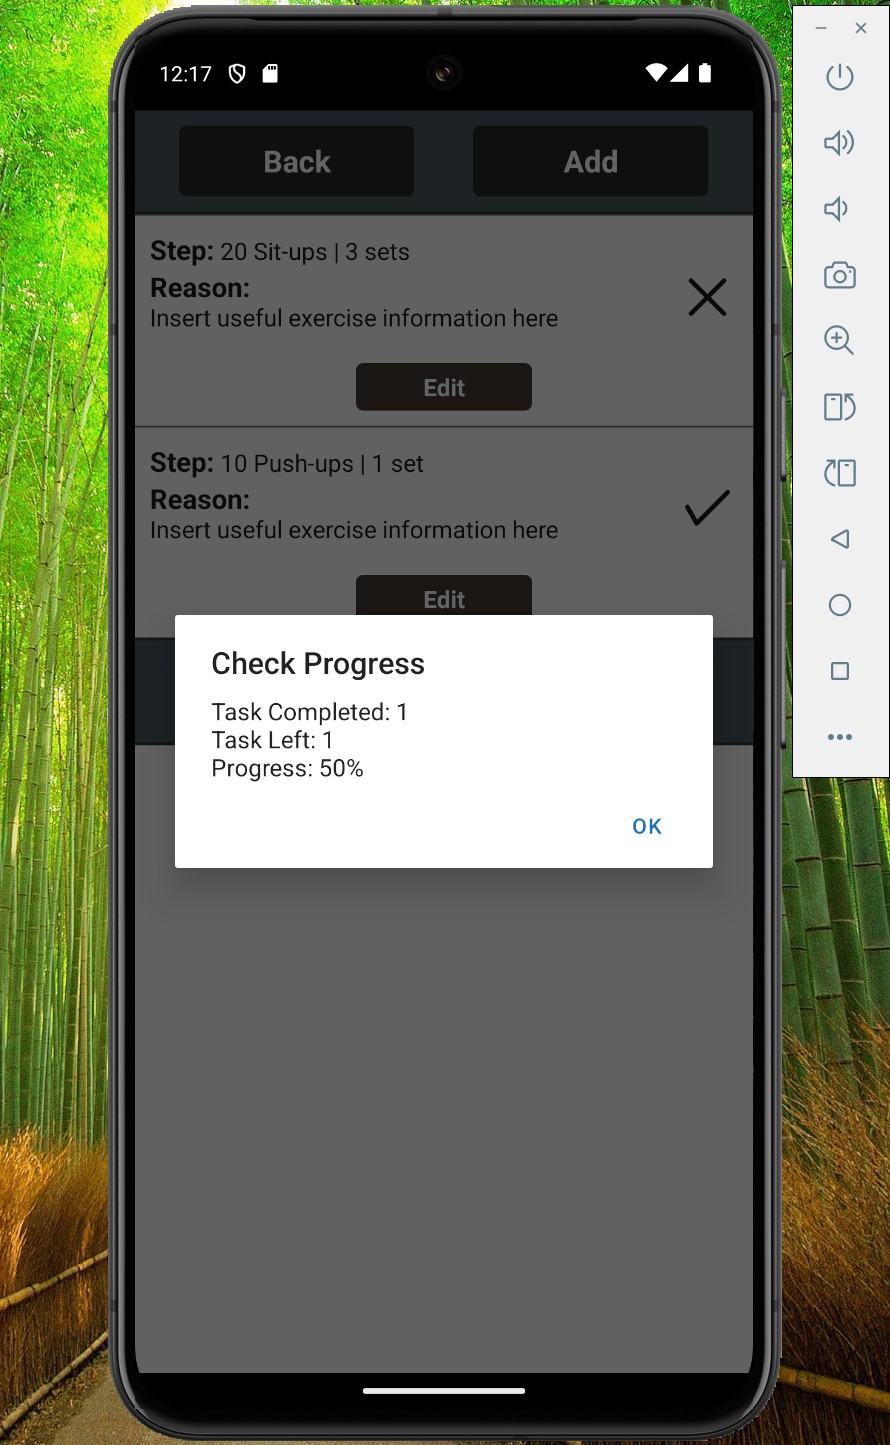 12:17
Back
Add
Step: 20 Sit-ups | 3 sets
Reason:
Insert useful exercise information here
Edit
Step: 10 Push-ups | 1 set
Reason:
Insert useful exercise information here
Edit
Check Progress
Task Completed: 1
Task Left: 1
Progress: 50%
OK